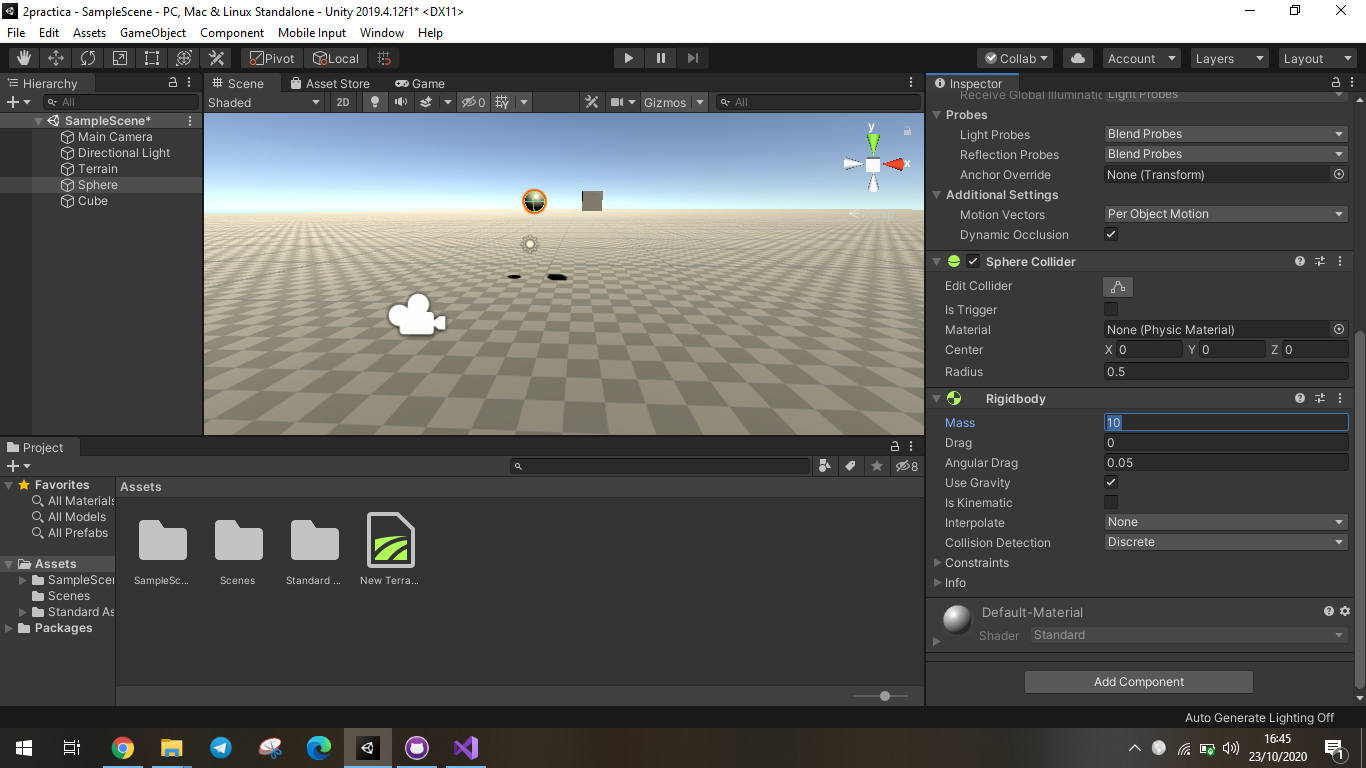 2practica - SampleScene - PC, Mac & Linux Standalone - Unity 2019.4.12f1* <DX11>
File Edit Assets GameObject Component Mobile Input Window Help
Pivot Local Collab Account Layers Layout
Hierarchy
All
SampleScene*
Main Camera
Directional Light
Terrain
Sphere
Cube
Scene Asset Store Game
Shaded 2D 0 Gizmos All
y
x
Persp
Inspector
Receive Global Illuminatic Light Probes
Probes
Light Probes Blend Probes
Reflection Probes Blend Probes
Anchor Override None (Transform)
Additional Settings
Motion Vectors Per Object Motion
Dynamic Occlusion
Sphere Collider
Edit Collider
Is Trigger
Material None (Physic Material)
Center X 0 Y 0 Z 0
Radius 0.5
Rigidbody
Mass 10
Drag 0
Angular Drag 0.05
Use Gravity
Is Kinematic
Interpolate None
Collision Detection Discrete
Constraints
Info
Default-Material
Shader Standard
Add Component
Project
8
Favorites
All Materials
All Models
All Prefabs
Assets
SampleScen
Scenes
Standard As
Packages
Assets
SampleSc... Scenes Standard ... New Terra...
Auto Generate Lighting Off
16:45
23/10/2020
1